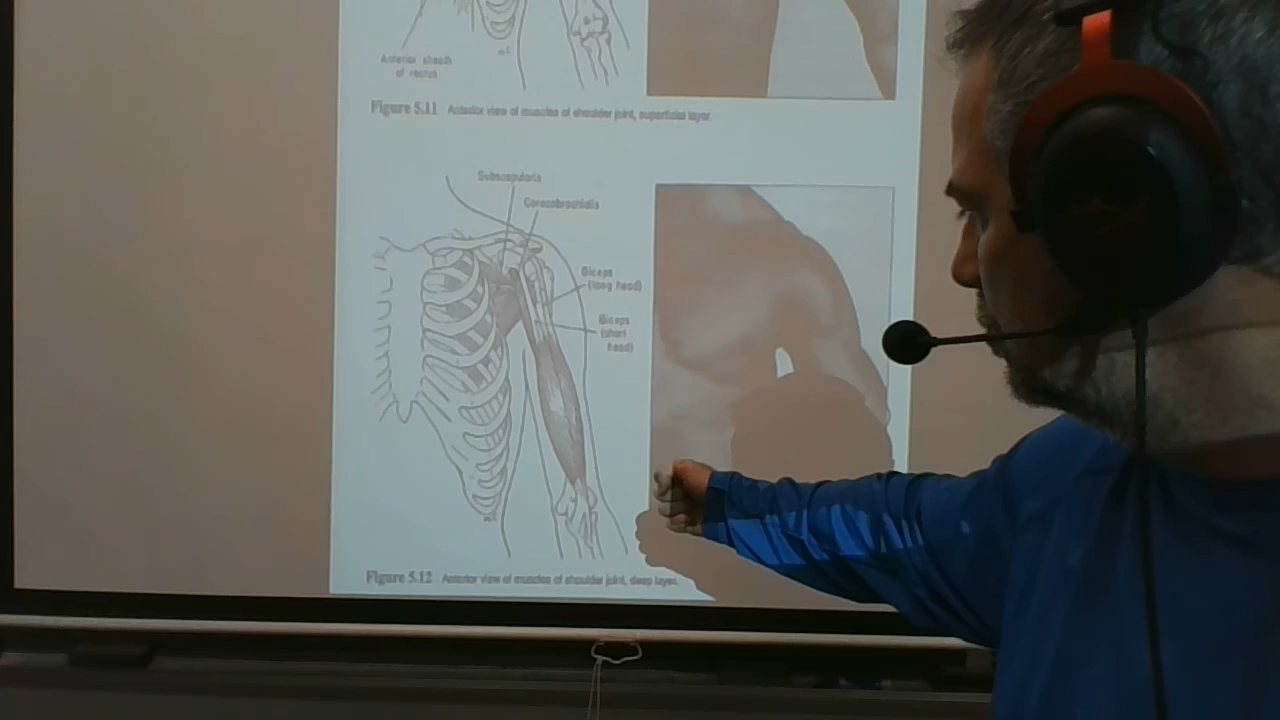 Anterior sheath
of rectus
Figure 5.11 Anterior view of muscles of shoulder joint, superficial layer.
Subscapularis
Coracobrachialis
Biceps
(long head)
Biceps
(short
head)
Figure 5.12 Anterior view of muscles of shoulder joint, deep layer.